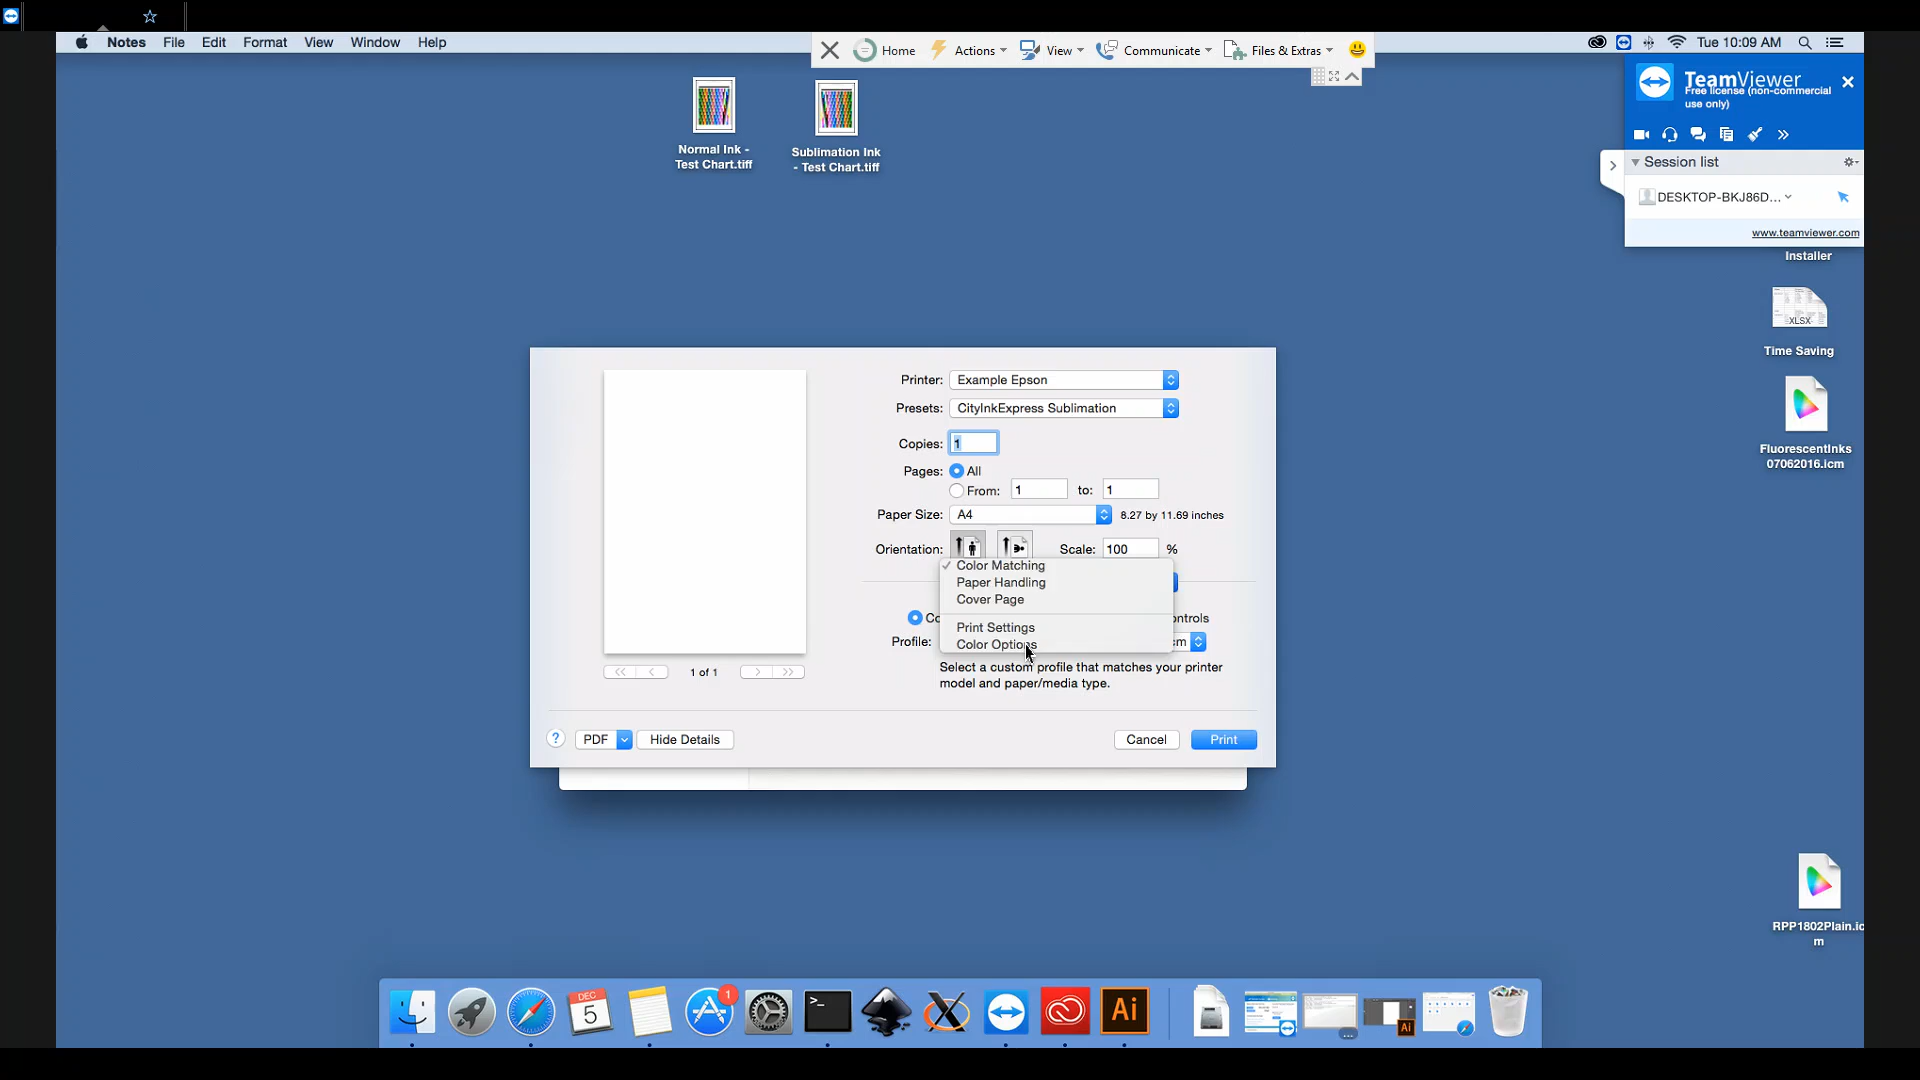 Notes File Edit Format View Window Help
Home Actions View Communicate Files & Extras
Tue 10:09 AM
TeamViewer
Free license (non-commercial
use only)
Session list
DESKTOP-BKJ86D...
www.teamviewer.com
Normal Ink -
Test Chart.tiff
Sublimation Ink
- Test Chart.tiff
Installer
XLSX
Time Saving
FluorescentInks
07062016.icm
RPP1802Plain.ic
m
Printer: Example Epson
Presets: CityInkExpress Sublimation
Copies: 1
Pages: All
From: 1 to: 1
Paper Size: A4 8.27 by 11.69 inches
Orientation: Scale: 100 %
Color Matching
Paper Handling
Cover Page
Co ntrols
Print Settings
Profile: Color Options cm
Select a custom profile that matches your printer
model and paper/media type.
1 of 1
? PDF Hide Details Cancel Print
DEC
5
1
>_
Ai
Ai